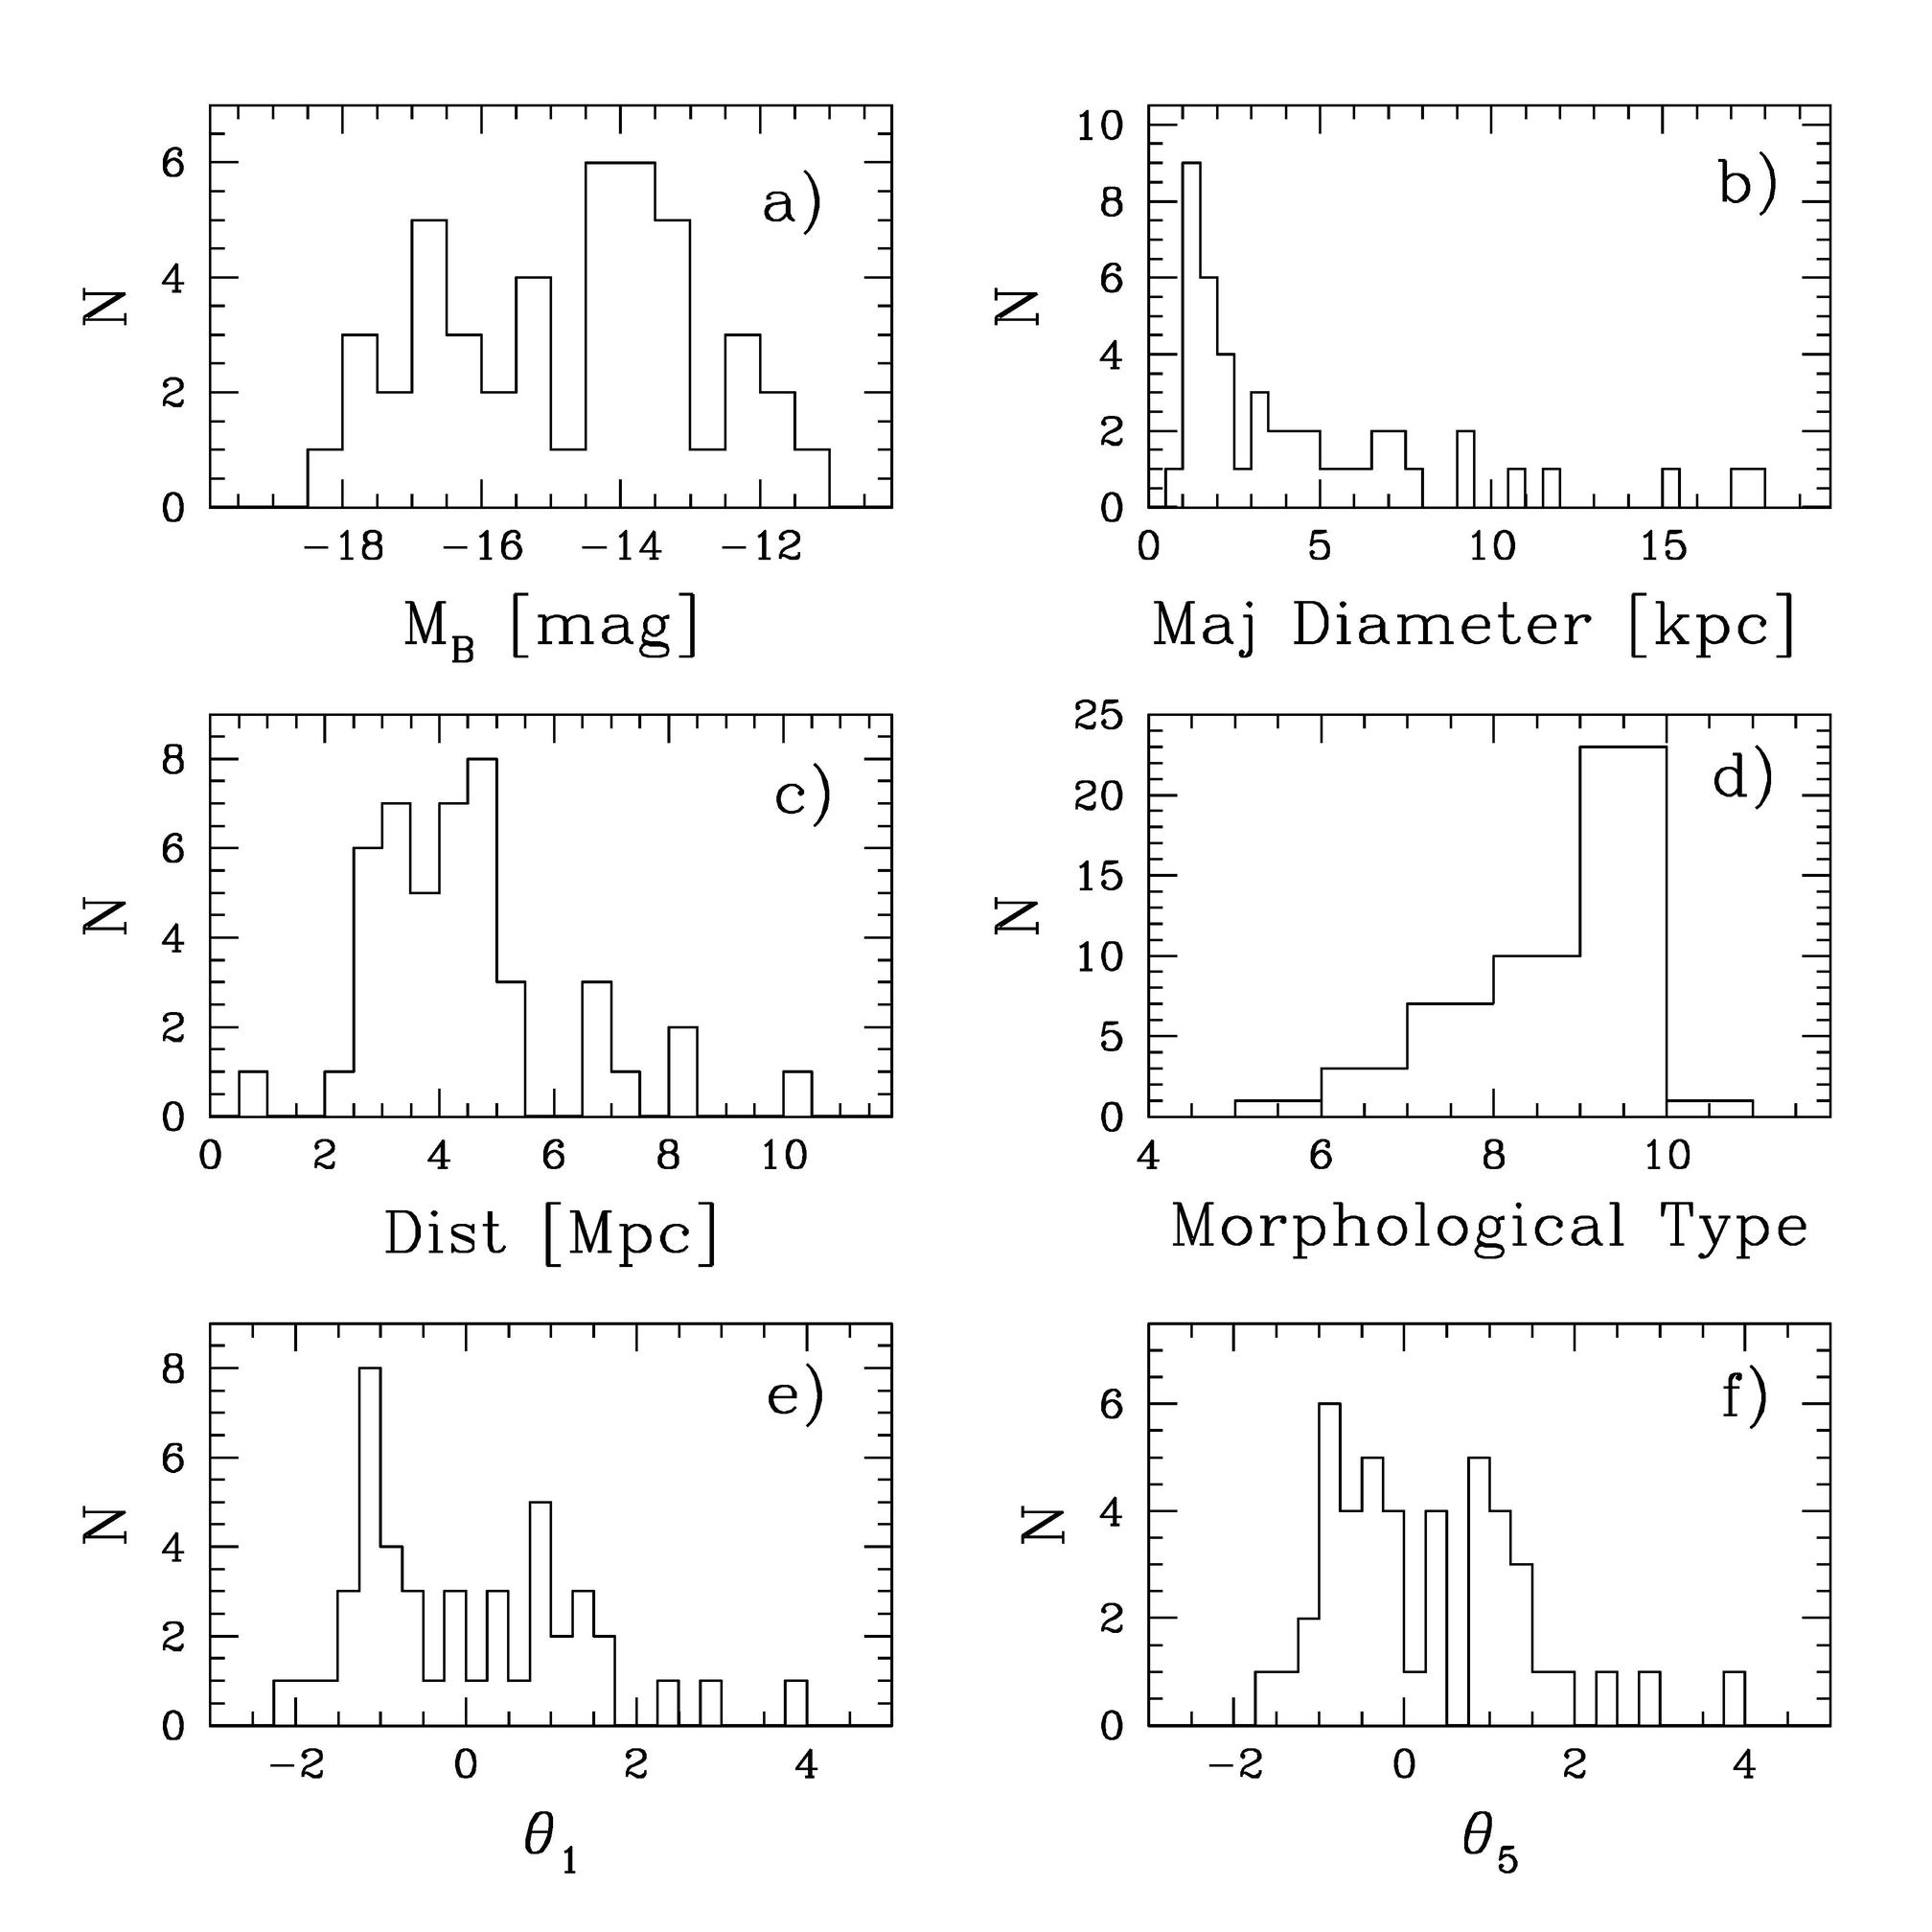 a)
N
6
4
2
0
−18 −16 −14 −12
M_B [mag]
b)
N
10
8
6
4
2
0
0 5 10 15
Maj Diameter [kpc]
c)
N
8
6
4
2
0
0 2 4 6 8 10
Dist [Mpc]
d)
N
25
20
15
10
5
0
4 6 8 10
Morphological Type
e)
N
8
6
4
2
0
−2 0 2 4
θ_1
f)
N
6
4
2
0
−2 0 2 4
θ_5